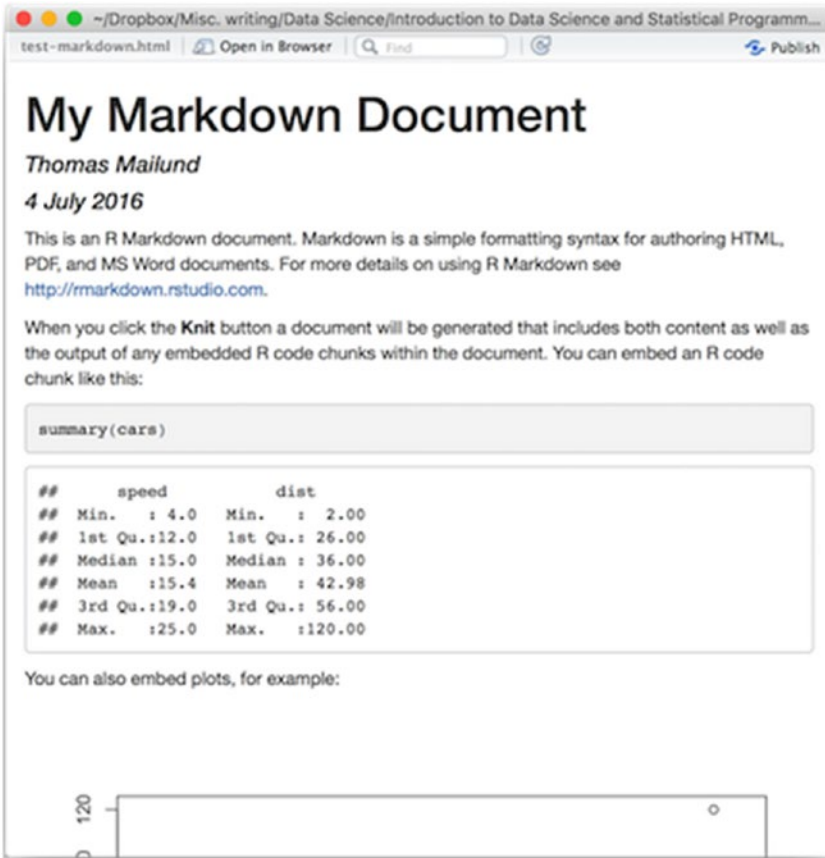 ~/Dropbox/Misc. writing/Data Science/Introduction to Data Science and Statistical Programm...
test-markdown.html Open in Browser Find Publish
My Markdown Document
Thomas Mailund
4 July 2016
This is an R Markdown document. Markdown is a simple formatting syntax for authoring HTML,
PDF, and MS Word documents. For more details on using R Markdown see
http://rmarkdown.rstudio.com.
When you click the Knit button a document will be generated that includes both content as well as
the output of any embedded R code chunks within the document. You can embed an R code
chunk like this:
summary(cars)
##      speed           dist
##  Min.   : 4.0   Min.   :  2.00
##  1st Qu.:12.0   1st Qu.: 26.00
##  Median :15.0   Median : 36.00
##  Mean   :15.4   Mean   : 42.98
##  3rd Qu.:19.0   3rd Qu.: 56.00
##  Max.   :25.0   Max.   :120.00
You can also embed plots, for example:
120